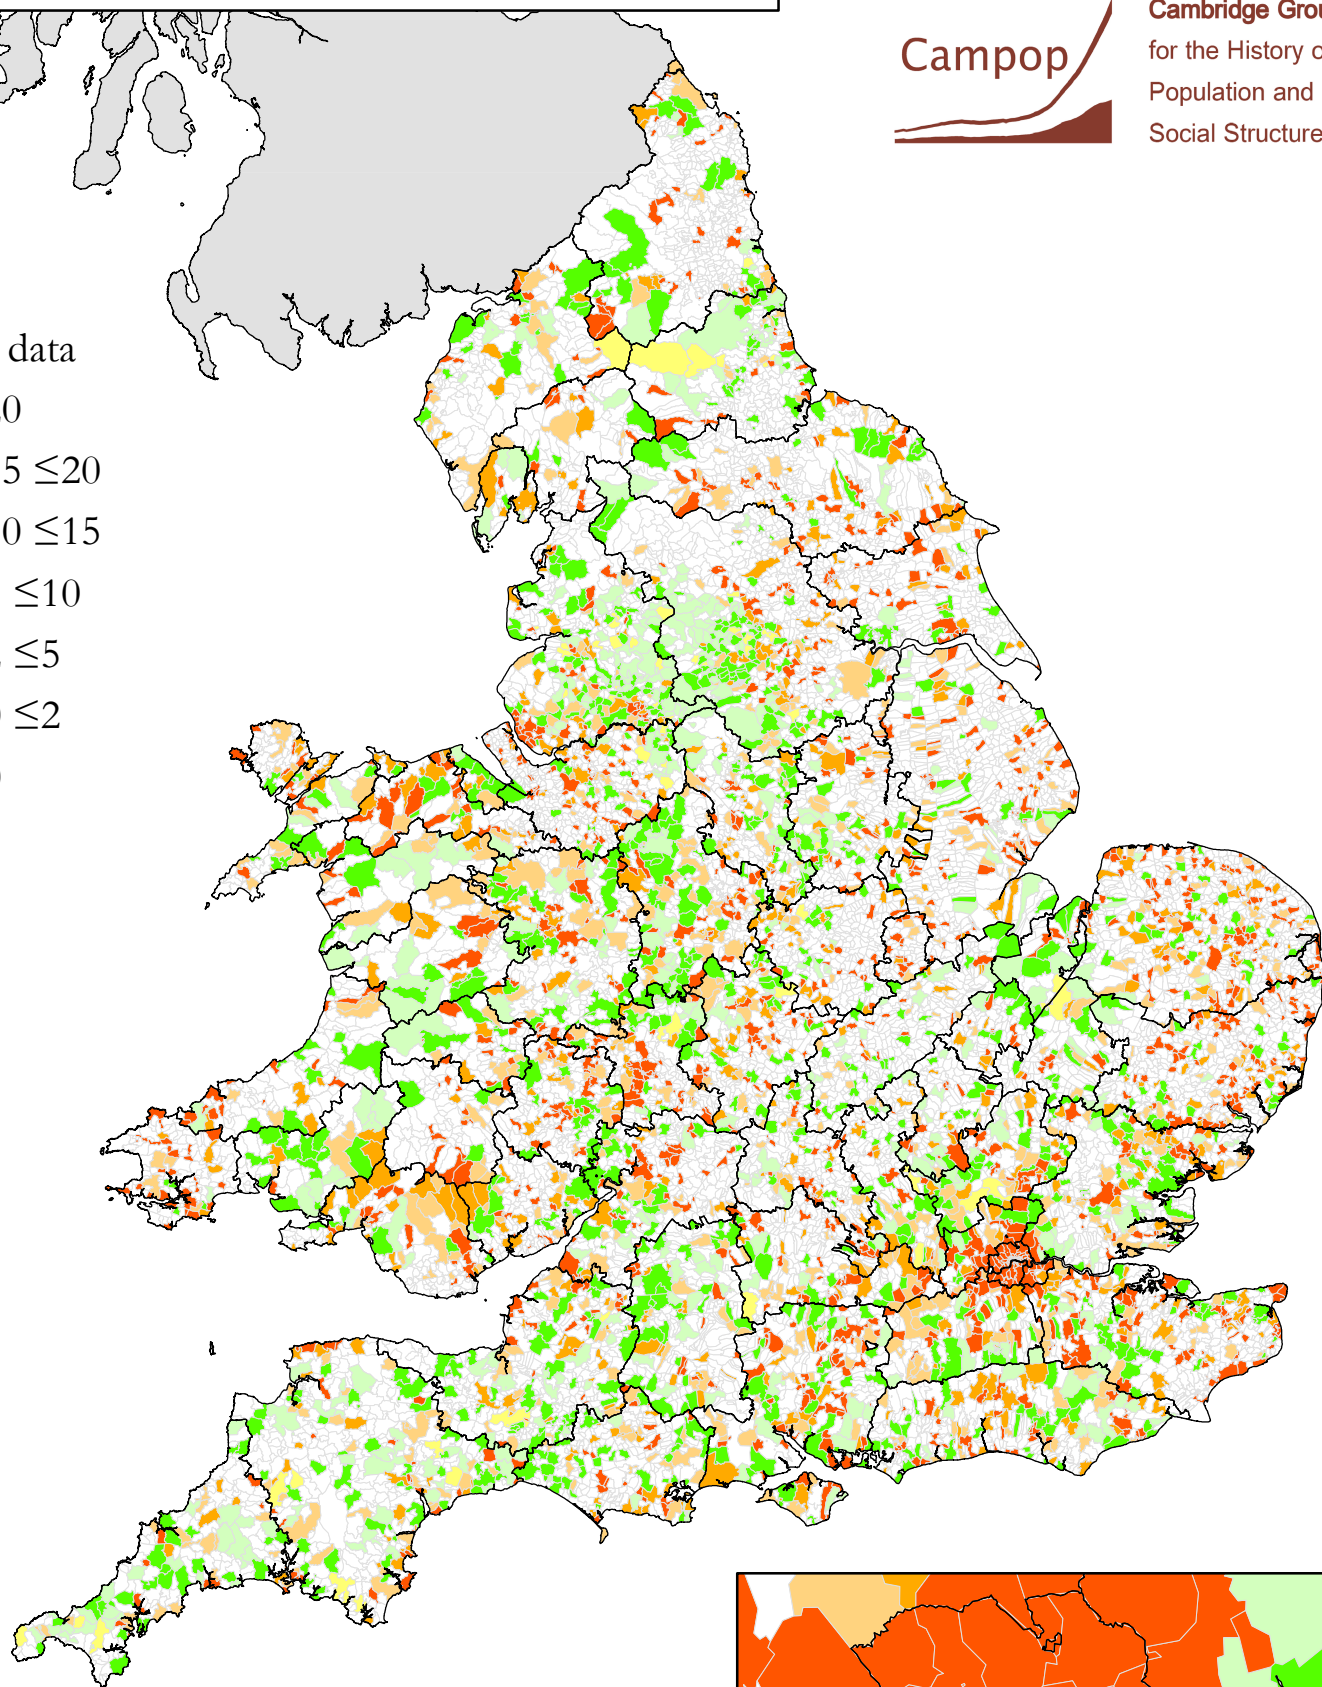 Cambridge Grou
Campop
for the History o
Population and
Social Structure
data
0
5 ≤20
0 ≤15
≤10
≤5
≤2